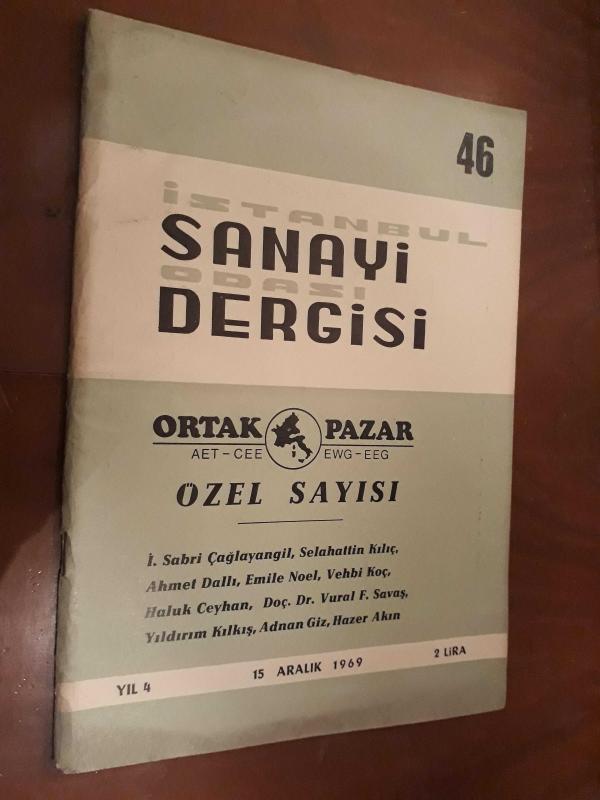 46
İSTANBUL
SANAYİ
ODASI
DERGİSİ
ORTAK PAZAR
AET-CEE EWG-EEG
ÖZEL SAYISI
İ. Sabri Çağlayangil, Selahattin Kılıç,
Ahmet Dallı, Emile Noel, Vehbi Koç,
Haluk Ceyhan, Doç. Dr. Vural F. Savaş,
Yıldırım Kılkış, Adnan Giz, Hazer Akın
YIL 4 15 ARALIK 1969 2 LİRA